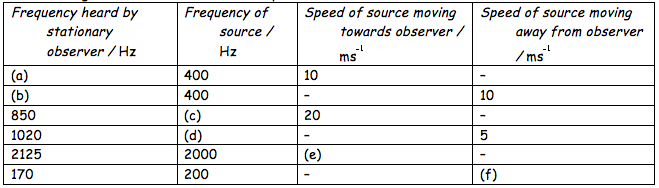 Frequency heard by stationary observer / Hz
Frequency of source / Hz
Speed of source moving towards observer / ms-1
Speed of source moving away from observer / ms-1
(a) 400 10 -
(b) 400 - 10
850 (c) 20 -
1020 (d) - 5
2125 2000 (e) -
170 200 - (f)